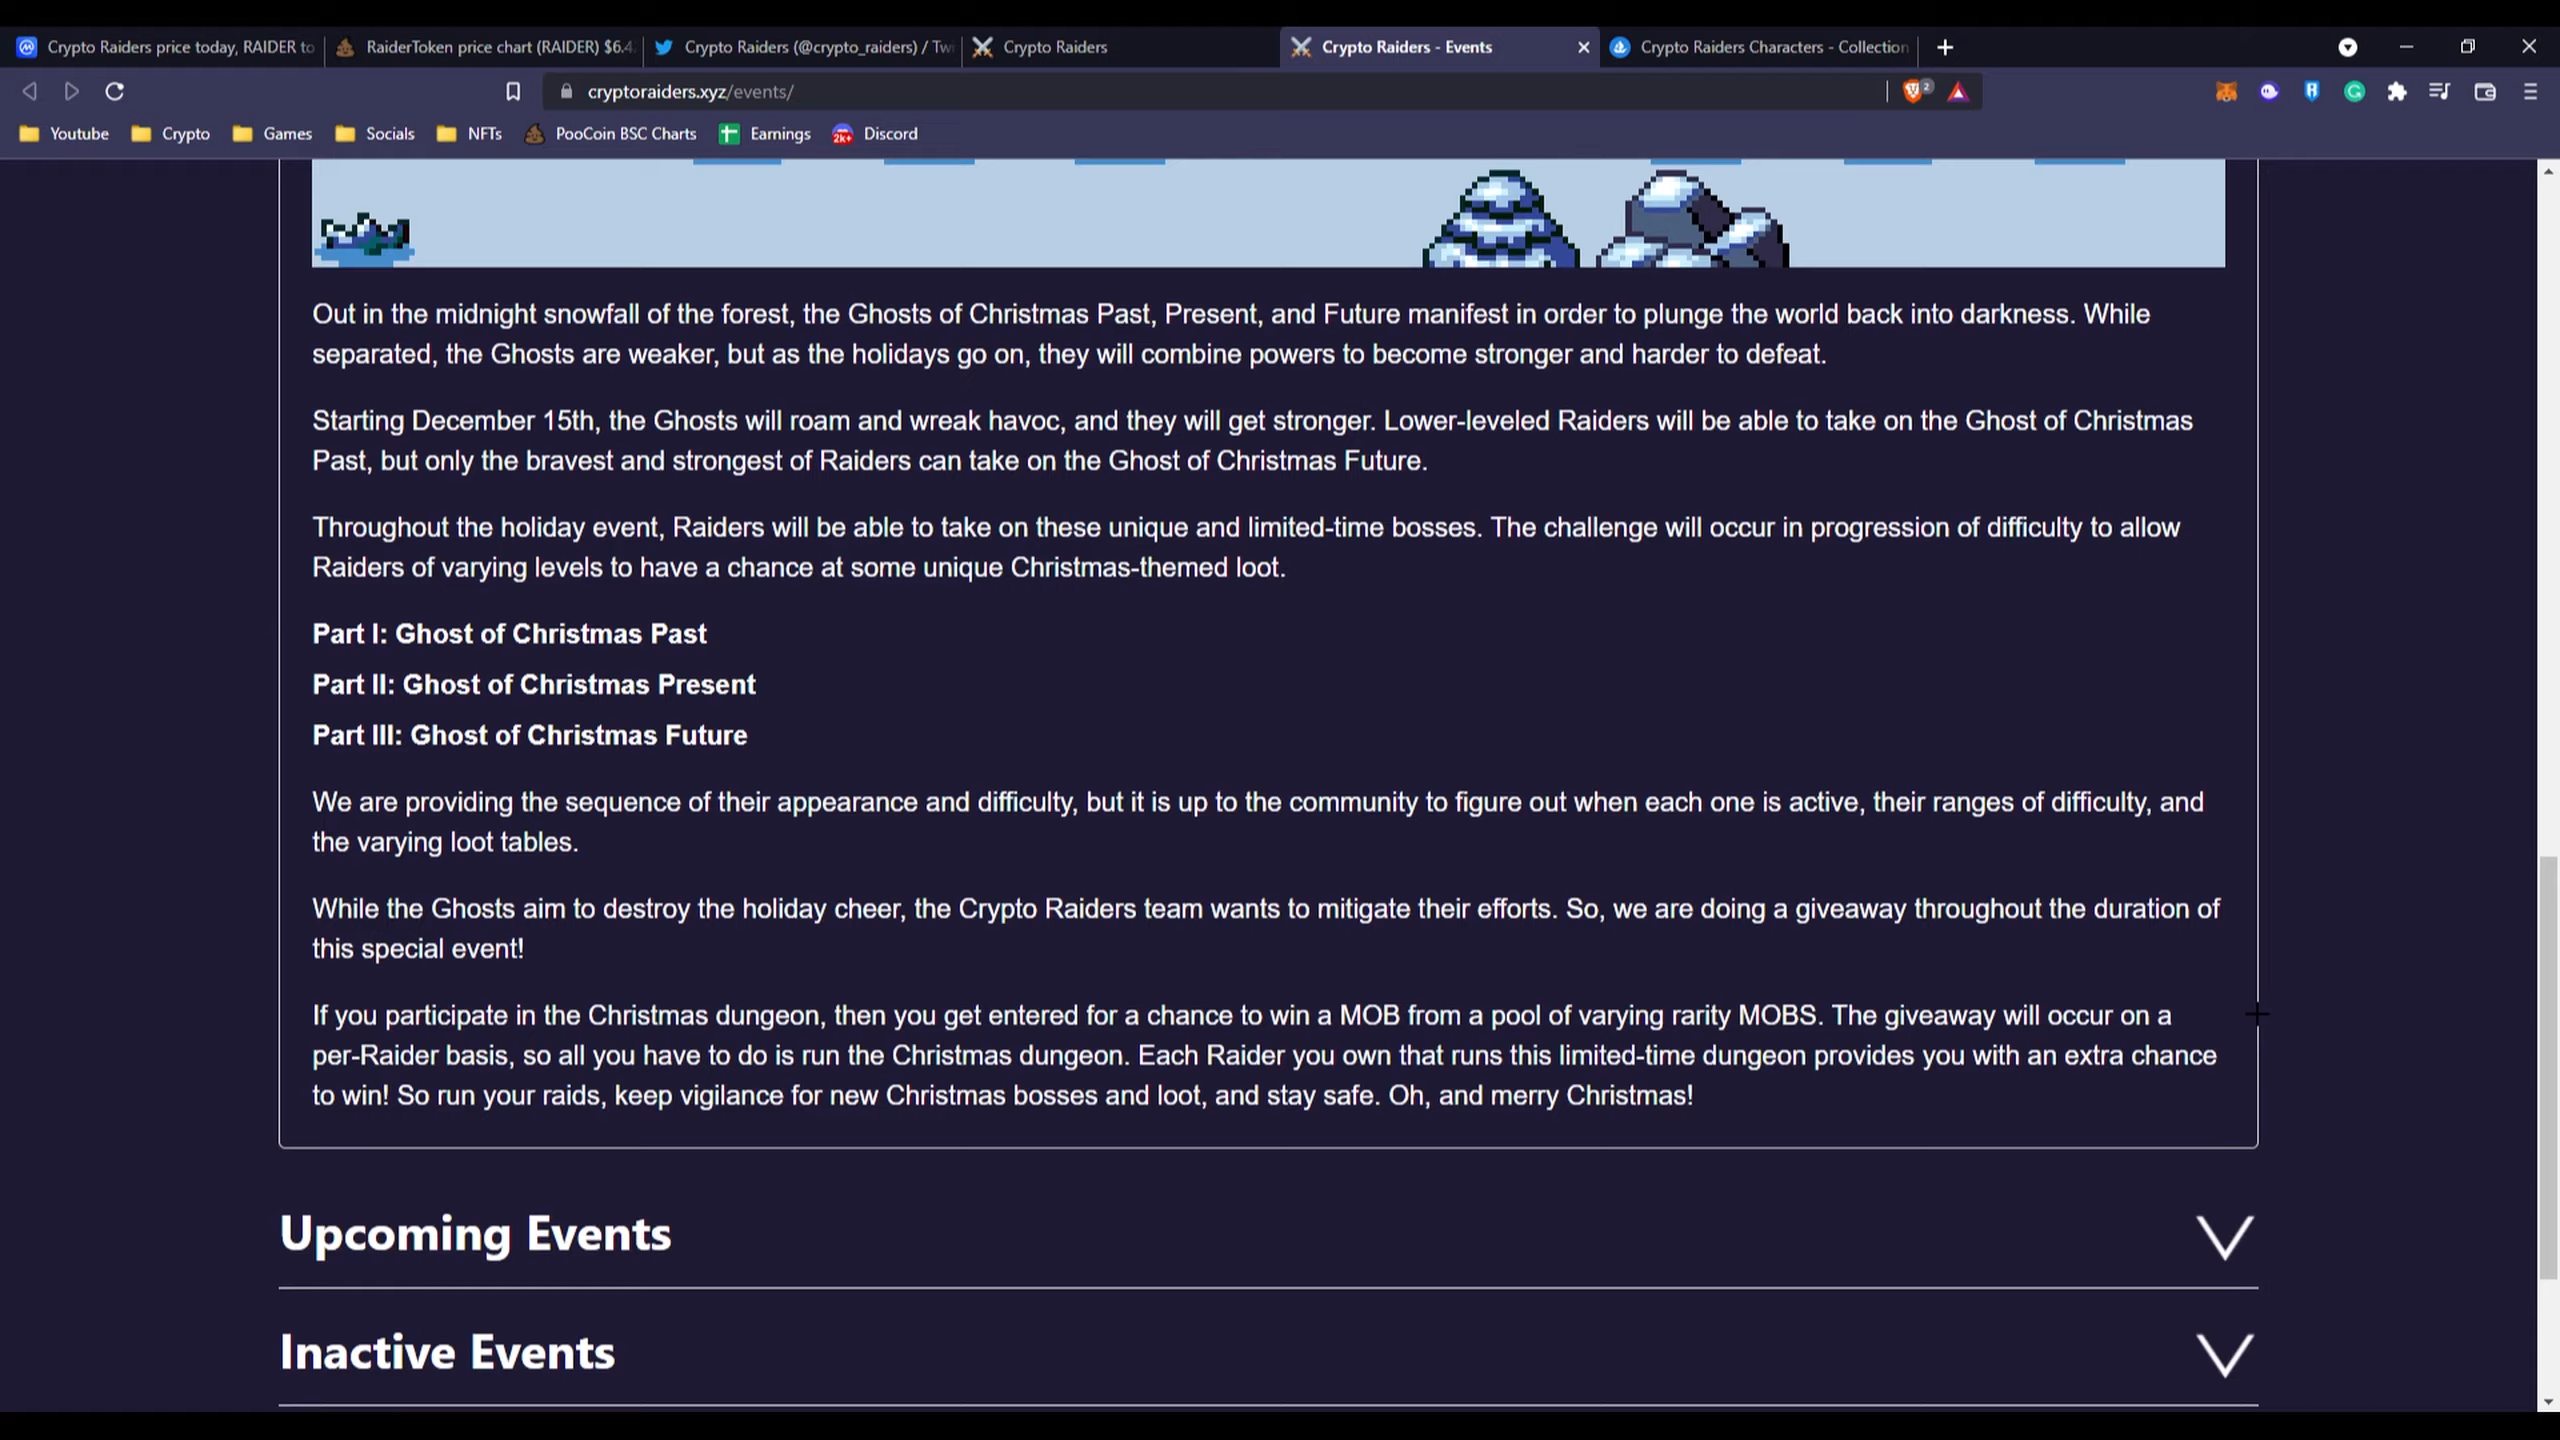 Crypto Raiders price today, RAIDER to
RaiderToken price chart (RAIDER) $6.4
Crypto Raiders (@crypto_raiders) / Tw
Crypto Raiders
Crypto Raiders - Events
Crypto Raiders Characters - Collection
cryptoraiders.xyz/events/
2
Youtube
Crypto
Games
Socials
NFTs
PooCoin BSC Charts
Earnings
2k+
Discord
Out in the midnight snowfall of the forest, the Ghosts of Christmas Past, Present, and Future manifest in order to plunge the world back into darkness. While
separated, the Ghosts are weaker, but as the holidays go on, they will combine powers to become stronger and harder to defeat.
Starting December 15th, the Ghosts will roam and wreak havoc, and they will get stronger. Lower-leveled Raiders will be able to take on the Ghost of Christmas
Past, but only the bravest and strongest of Raiders can take on the Ghost of Christmas Future.
Throughout the holiday event, Raiders will be able to take on these unique and limited-time bosses. The challenge will occur in progression of difficulty to allow
Raiders of varying levels to have a chance at some unique Christmas-themed loot.
Part I: Ghost of Christmas Past
Part II: Ghost of Christmas Present
Part III: Ghost of Christmas Future
We are providing the sequence of their appearance and difficulty, but it is up to the community to figure out when each one is active, their ranges of difficulty, and
the varying loot tables.
While the Ghosts aim to destroy the holiday cheer, the Crypto Raiders team wants to mitigate their efforts. So, we are doing a giveaway throughout the duration of
this special event!
If you participate in the Christmas dungeon, then you get entered for a chance to win a MOB from a pool of varying rarity MOBS. The giveaway will occur on a
per-Raider basis, so all you have to do is run the Christmas dungeon. Each Raider you own that runs this limited-time dungeon provides you with an extra chance
to win! So run your raids, keep vigilance for new Christmas bosses and loot, and stay safe. Oh, and merry Christmas!
Upcoming Events
Inactive Events